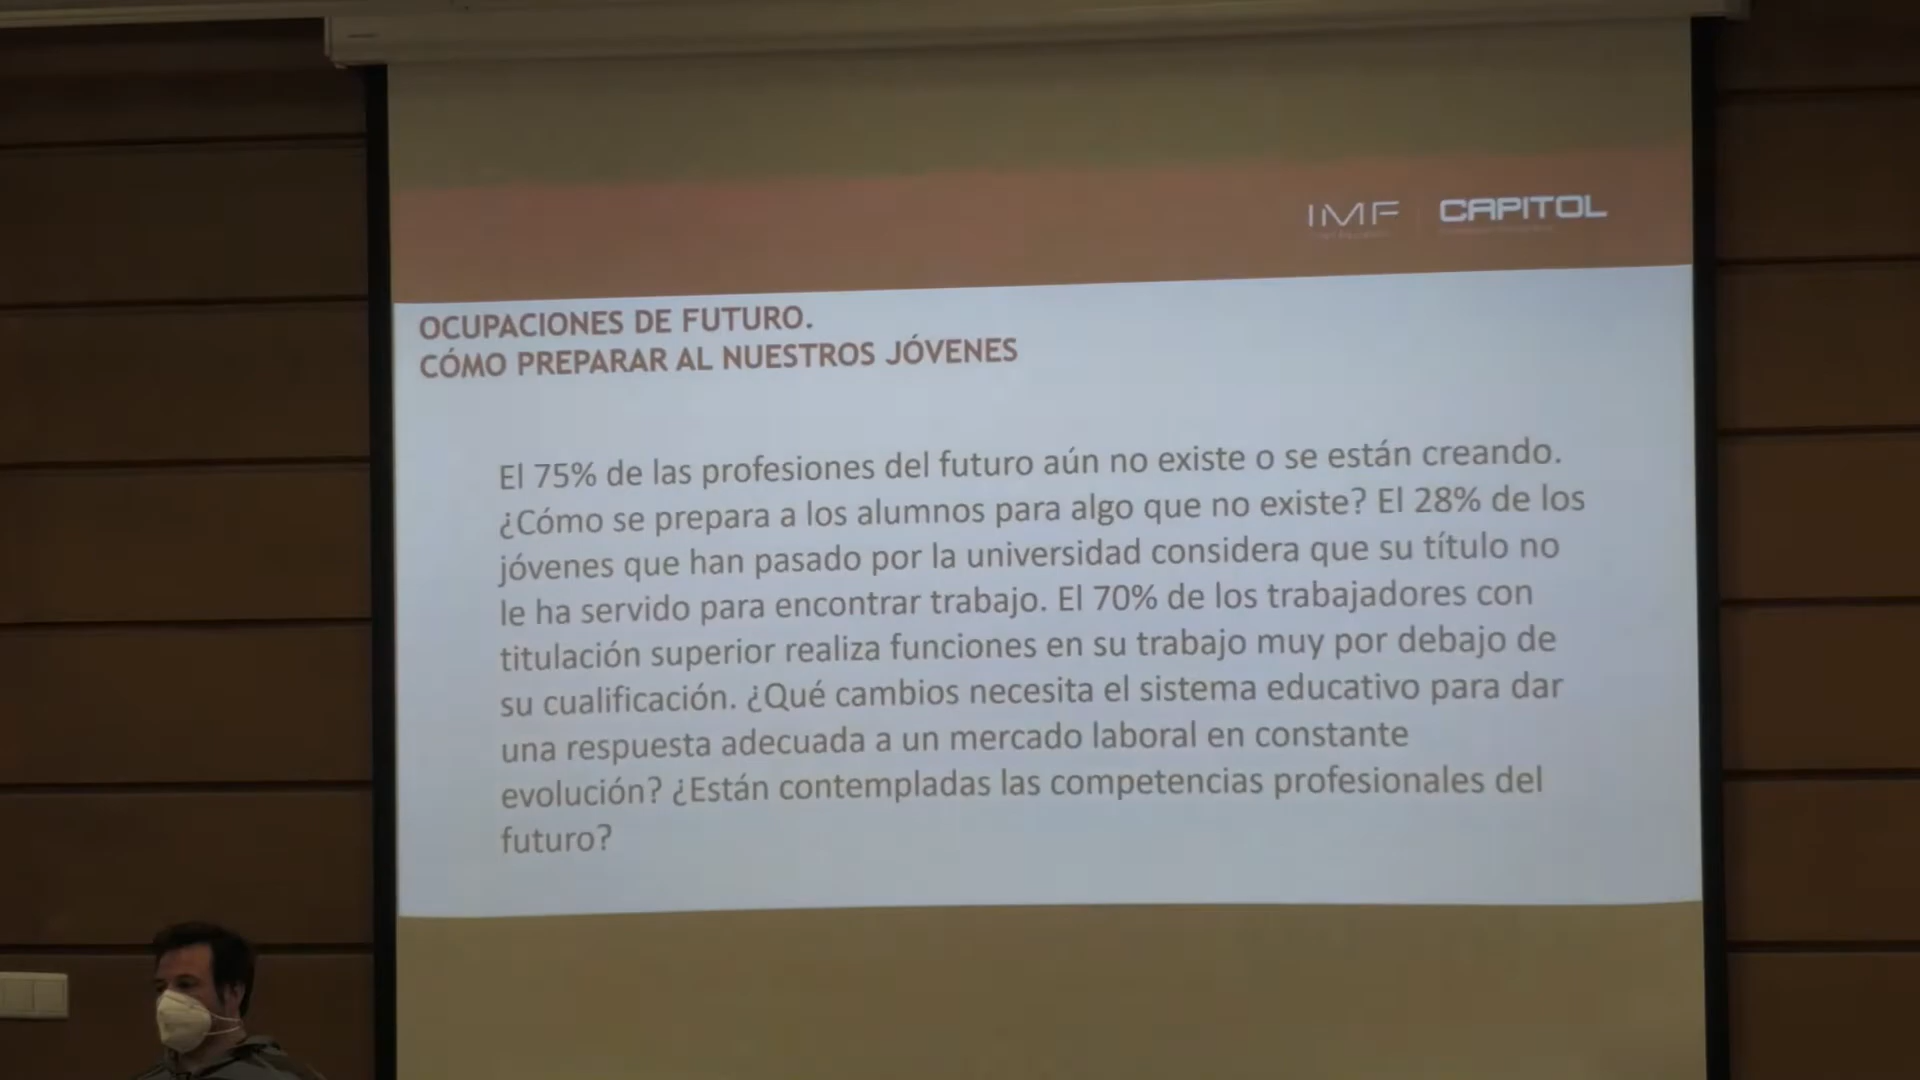 IMF CAPITOL
OCUPACIONES DE FUTURO.
CÓMO PREPARAR AL NUESTROS JÓVENES
El 75% de las profesiones del futuro aún no existe o se están creando.
¿Cómo se prepara a los alumnos para algo que no existe? El 28% de los
jóvenes que han pasado por la universidad considera que su título no
le ha servido para encontrar trabajo. El 70% de los trabajadores con
titulación superior realiza funciones en su trabajo muy por debajo de
su cualificación. ¿Qué cambios necesita el sistema educativo para dar
una respuesta adecuada a un mercado laboral en constante
evolución? ¿Están contempladas las competencias profesionales del
futuro?